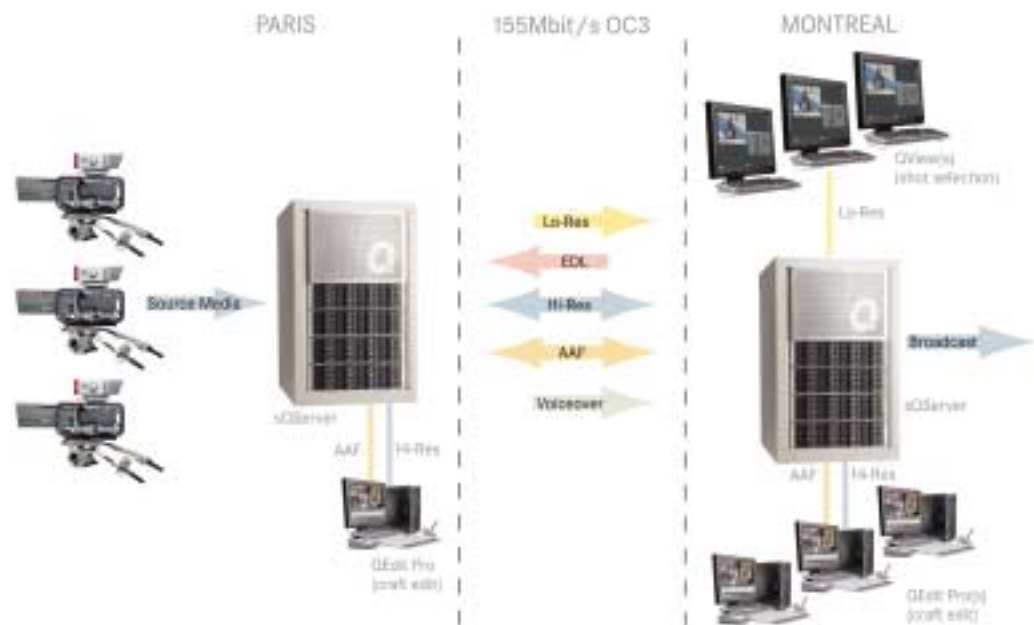 PARIS
155Mbit/s OC3
MONTREAL
QView(s)
(shot selection)
Lo-Res
Lo-Res
EDL
Source Media
Hi-Res
Broadcast
AAF
Voiceover
sQServer
AAF
Hi-Res
QEdit Pro
(craft edit)
sQServer
AAF
Hi-Res
QEdit Pro(s)
(craft edit)
Q
Q